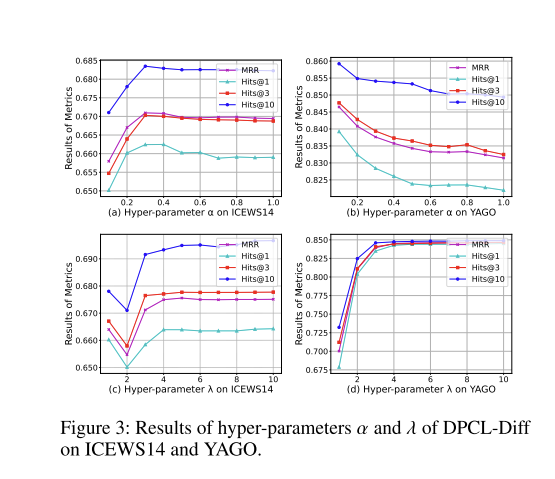 0.685
0.680
0.675
0.670
0.665
0.660
0.655
0.650
Results of Metrics
MRR
Hits@1
Hits@3
Hits@10
0.2 0.4 0.6 0.8 1.0
(a) Hyper-parameter α on ICEWS14
0.860
0.855
0.850
0.845
0.840
0.835
0.830
0.825
Results of Metrics
MRR
Hits@1
Hits@3
Hits@10
0.2 0.4 0.6 0.8 1.0
(b) Hyper-parameter α on YAGO
0.690
0.680
0.670
0.660
0.650
Results of Metrics
MRR
Hits@1
Hits@3
Hits@10
2 4 6 8 10
(c) Hyper-parameter λ on ICEWS14
0.850
0.825
0.800
0.775
0.750
0.725
0.700
0.675
Results of Metrics
MRR
Hits@1
Hits@3
Hits@10
2 4 6 8 10
(d) Hyper-parameter λ on YAGO
Figure 3: Results of hyper-parameters α and λ of DPCL-Diff
on ICEWS14 and YAGO.